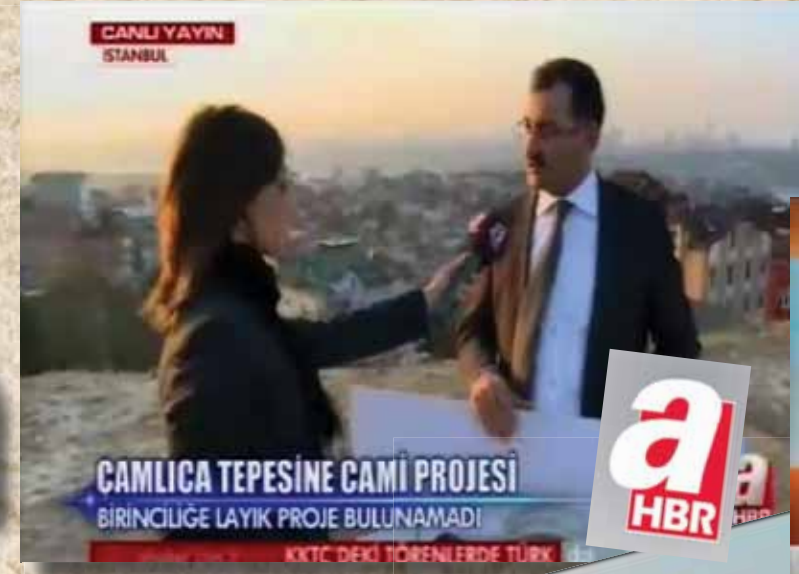 CANLI YAYIN
İSTANBUL
ÇAMLICA TEPESİNE CAMİ PROJESİ
BİRİNCİLİĞE LAYIK PROJE BULUNAMADI
KKTC'DEKİ TÖRENLERDE TÜRK
a
HBR
a
HBR